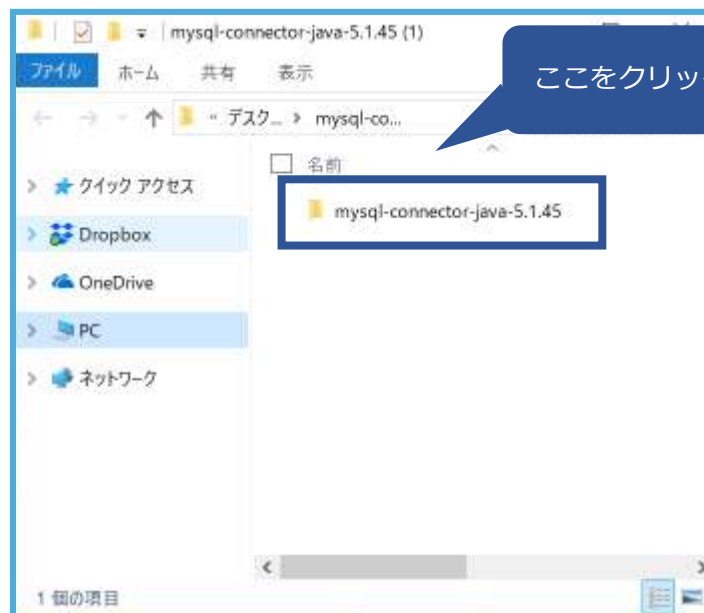 mysql-connector-java-5.1.45 (1)
ファイル ホーム 共有 表示
ここをクリッ
« デスク... › mysql-co...
名前
mysql-connector-java-5.1.45
クイック アクセス
Dropbox
OneDrive
PC
ネットワーク
1 個の項目